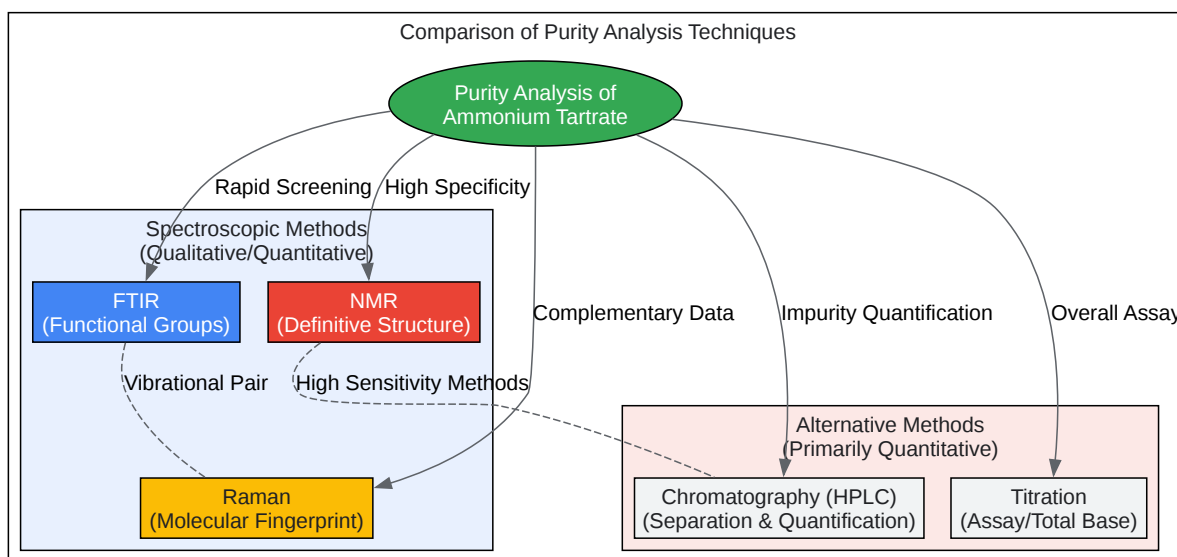 Comparison of Purity Analysis Techniques
Purity Analysis of
Ammonium Tartrate
Rapid Screening
High Specificity
Spectroscopic Methods
(Qualitative/Quantitative)
FTIR
(Functional Groups)
NMR
(Definitive Structure)
Complementary Data
Impurity Quantification
Overall Assay
Vibrational Pair
High Sensitivity Methods
Alternative Methods
(Primarily Quantitative)
Raman
(Molecular Fingerprint)
Chromatography (HPLC)
(Separation & Quantification)
Titration
(Assay/Total Base)